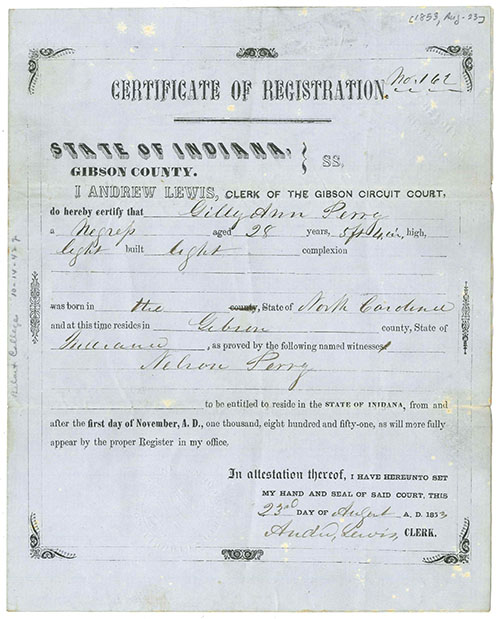 [1853, Aug. 23]
CERTIFICATE OF REGISTRATION. No. 162
STATE OF INDIANA,
GIBSON COUNTY. } SS,
I ANDREW LEWIS, CLERK OF THE GIBSON CIRCUIT COURT,
do hereby certify that Gilly Ann Perry
a Negress aged 28 years, 5 ft 4 in. high,
light built light complexion
was born in the county, State of North Carolina
and at this time resides in Gibson county, State of
Indiana, as proved by the following named witnesses
Nelson Perry
to be entitled to reside in the STATE OF INIDANA, from and
after the first day of November, A. D., one thousand, eight hundred and fifty-one, as will more fully
appear by the proper Register in my office.
In attestation thereof, I HAVE HEREUNTO SET
MY HAND AND SEAL OF SAID COURT, THIS
23rd DAY OF August A. D. 1853
Andw, Lewis, CLERK.
College 10-14-42